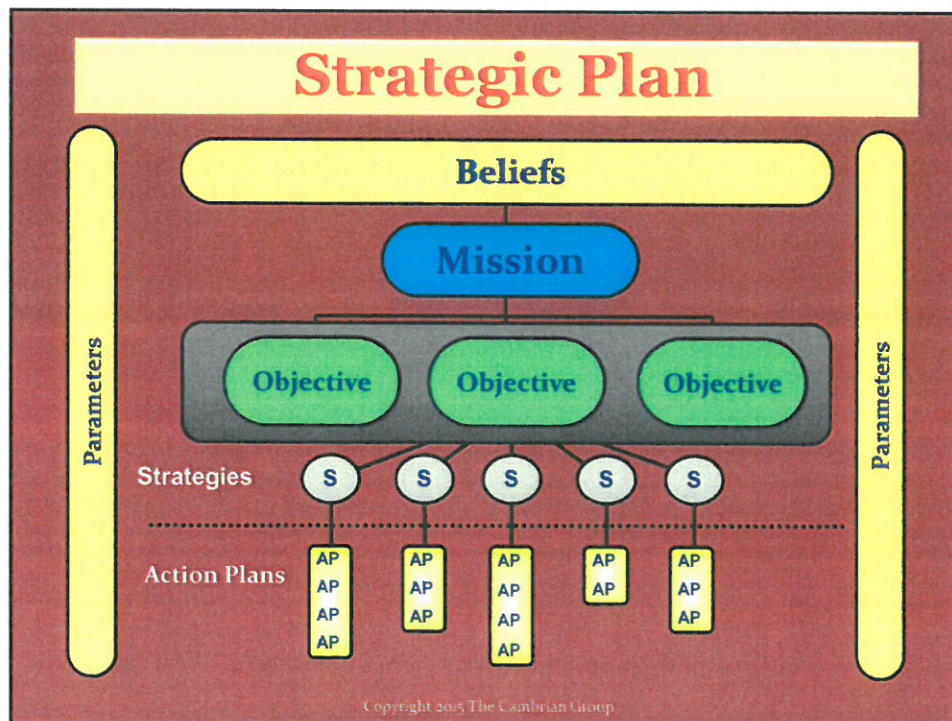 Strategic Plan
Beliefs
Mission
Parameters
Objective Objective Objective
Parameters
Strategies S S S S S
Action Plans
AP AP AP AP AP
AP AP AP AP AP
AP AP AP AP
AP AP
Copyright 2015 The Cambrian Group